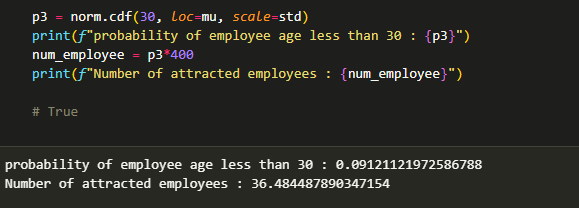 p3 = norm.cdf(30, loc=mu, scale=std)
print(f"probability of employee age less than 30 : {p3}")
num_employee = p3*400
print(f"Number of attracted employees : {num_employee}")
# True
probability of employee age less than 30 : 0.09121121972586788
Number of attracted employees : 36.484487890347154